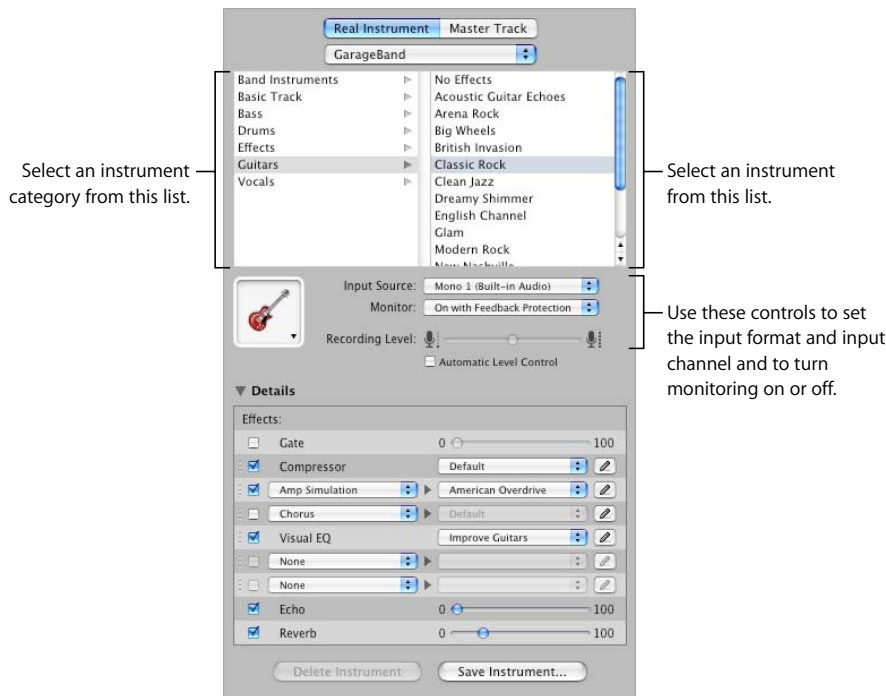 Real Instrument Master Track
GarageBand
Band Instruments
Basic Track
Bass
Drums
Effects
Guitars
Vocals
No Effects
Acoustic Guitar Echoes
Arena Rock
Big Wheels
British Invasion
Classic Rock
Clean Jazz
Dreamy Shimmer
English Channel
Glam
Modern Rock
New Nashville
Select an instrument
category from this list.
Select an instrument
from this list.
Input Source: Mono 1 (Built-in Audio)
Monitor: On with Feedback Protection
Recording Level:
Automatic Level Control
Use these controls to set
the input format and input
channel and to turn
monitoring on or off.
Details
Effects:
Gate 0 100
Compressor Default
Amp Simulation American Overdrive
Chorus Default
Visual EQ Improve Guitars
None
None
Echo 0 100
Reverb 0 100
Delete Instrument Save Instrument...